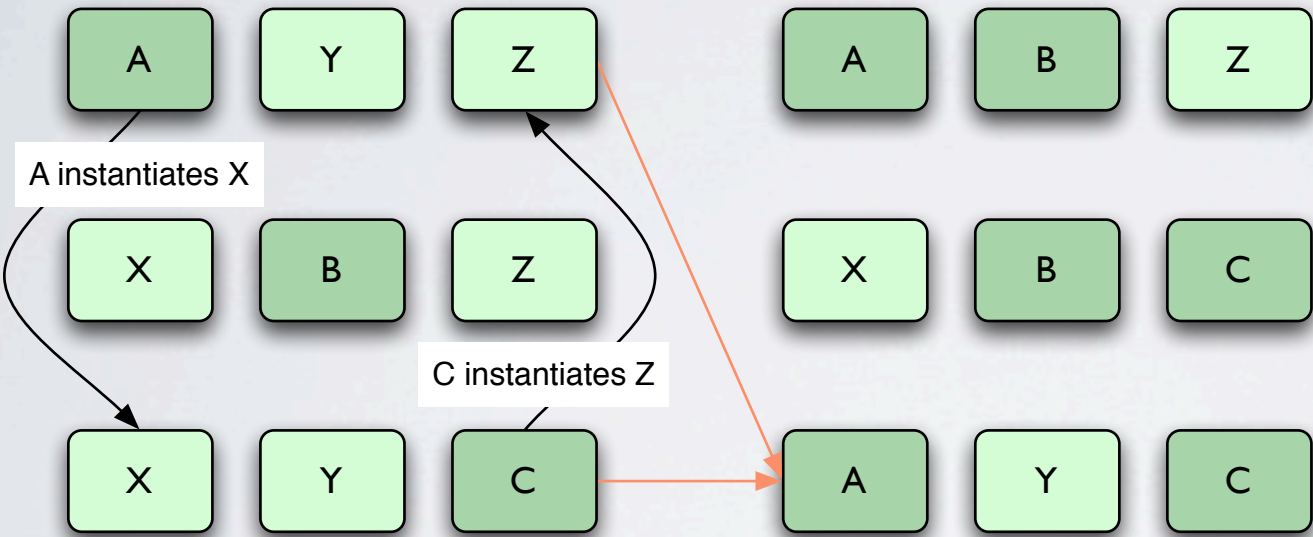 A Y Z A B Z
A instantiates X
X B Z X B C
C instantiates Z
X Y C A Y C